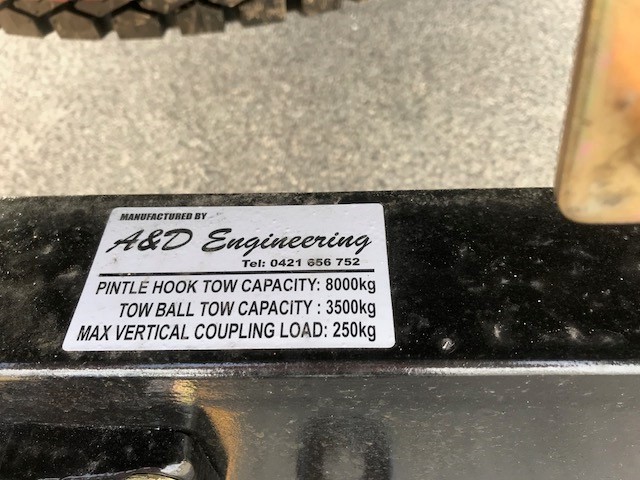 MANUFACTURED BY
A&D Engineering
Tel: 0421 656 752
PINTLE HOOK TOW CAPACITY: 8000kg
TOW BALL TOW CAPACITY : 3500kg
MAX VERTICAL COUPLING LOAD: 250kg